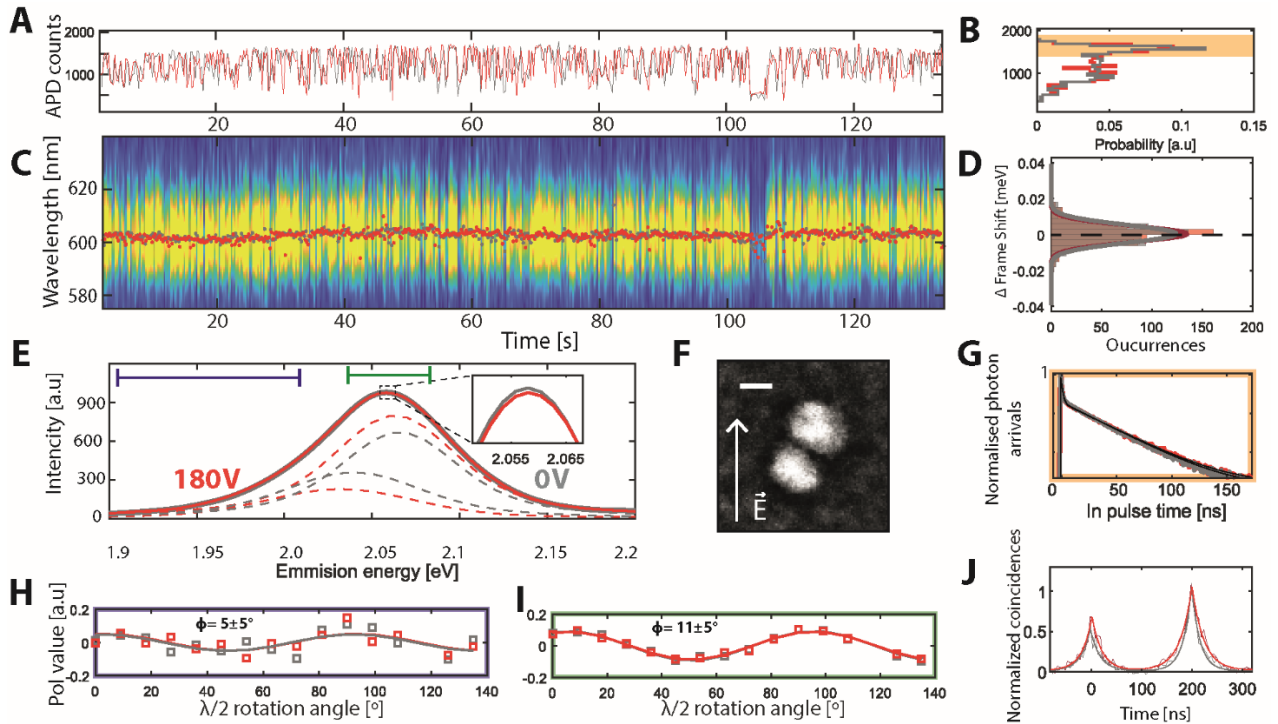 A
APD counts
2000
1000
20
40
60
80
100
120
B
2000
1000
0
0.05
0.1
0.15
Probability [a.u]
C
Wavelength [nm]
620
600
580
20
40
60
80
100
120
Time [s]
D
Δ Frame Shift [meV]
0.04
0.02
0
-0.02
-0.04
0
50
100
150
200
Oucurrences
E
Intencity [a.u]
900
600
300
0
180V
0V
2.055
2.065
1.9
1.95
2.0
2.05
2.1
2.15
2.2
Emmision energy [eV]
F
E
G
Normalised photon
arrivals
1
0
50
100
150
In pulse time [ns]
H
Pol value [a.u]
0.2
0
-0.2
ϕ= 5±5°
0
20
40
60
80
100
120
140
λ/2 rotation angle [°]
I
0.2
0
-0.2
ϕ= 11±5°
0
20
40
60
80
100
120
140
λ/2 rotation angle [°]
J
Normalized coincidences
1
0.5
0
0
100
200
300
Time [ns]